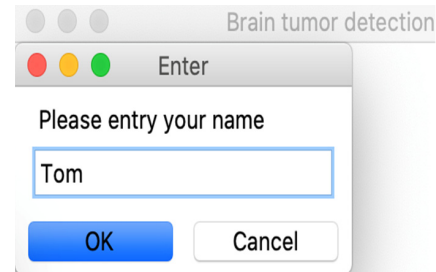 Brain tumor detection
Enter
Please entry your name
Tom
OK
Cancel